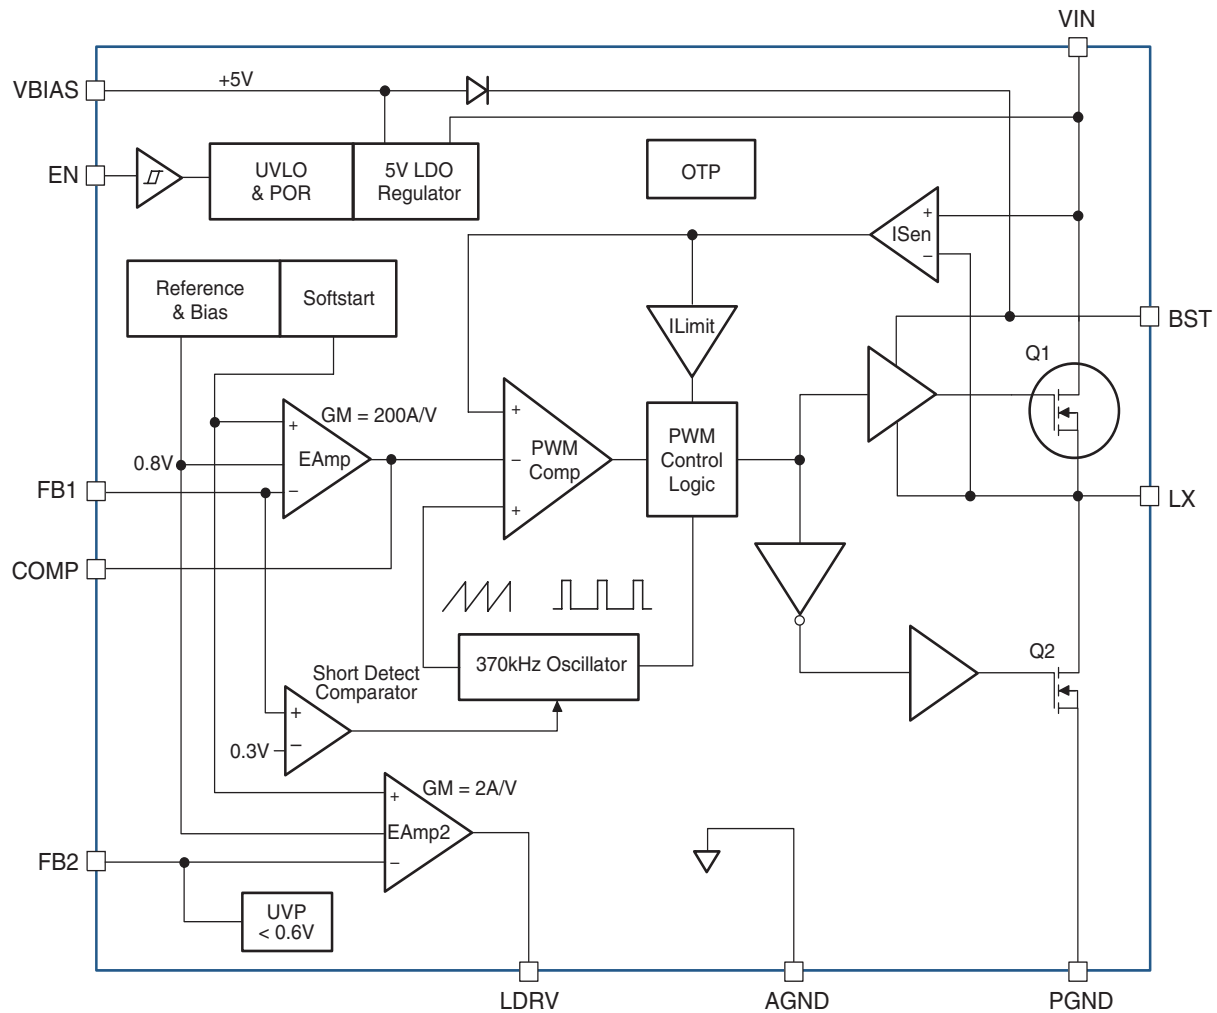 VIN
VBIAS
+5V
EN
UVLO
& POR
5V LDO
Regulator
OTP
+
ISen
−
Reference
& Bias
Softstart
ILimit
BST
Q1
GM = 200A/V
+
EAmp
−
0.8V
FB1
+
PWM
Comp
−
+
PWM
Control
Logic
LX
COMP
370kHz Oscillator
Short Detect
Comparator
+
−
0.3V
Q2
GM = 2A/V
+
EAmp2
−
FB2
UVP
< 0.6V
LDRV
AGND
PGND